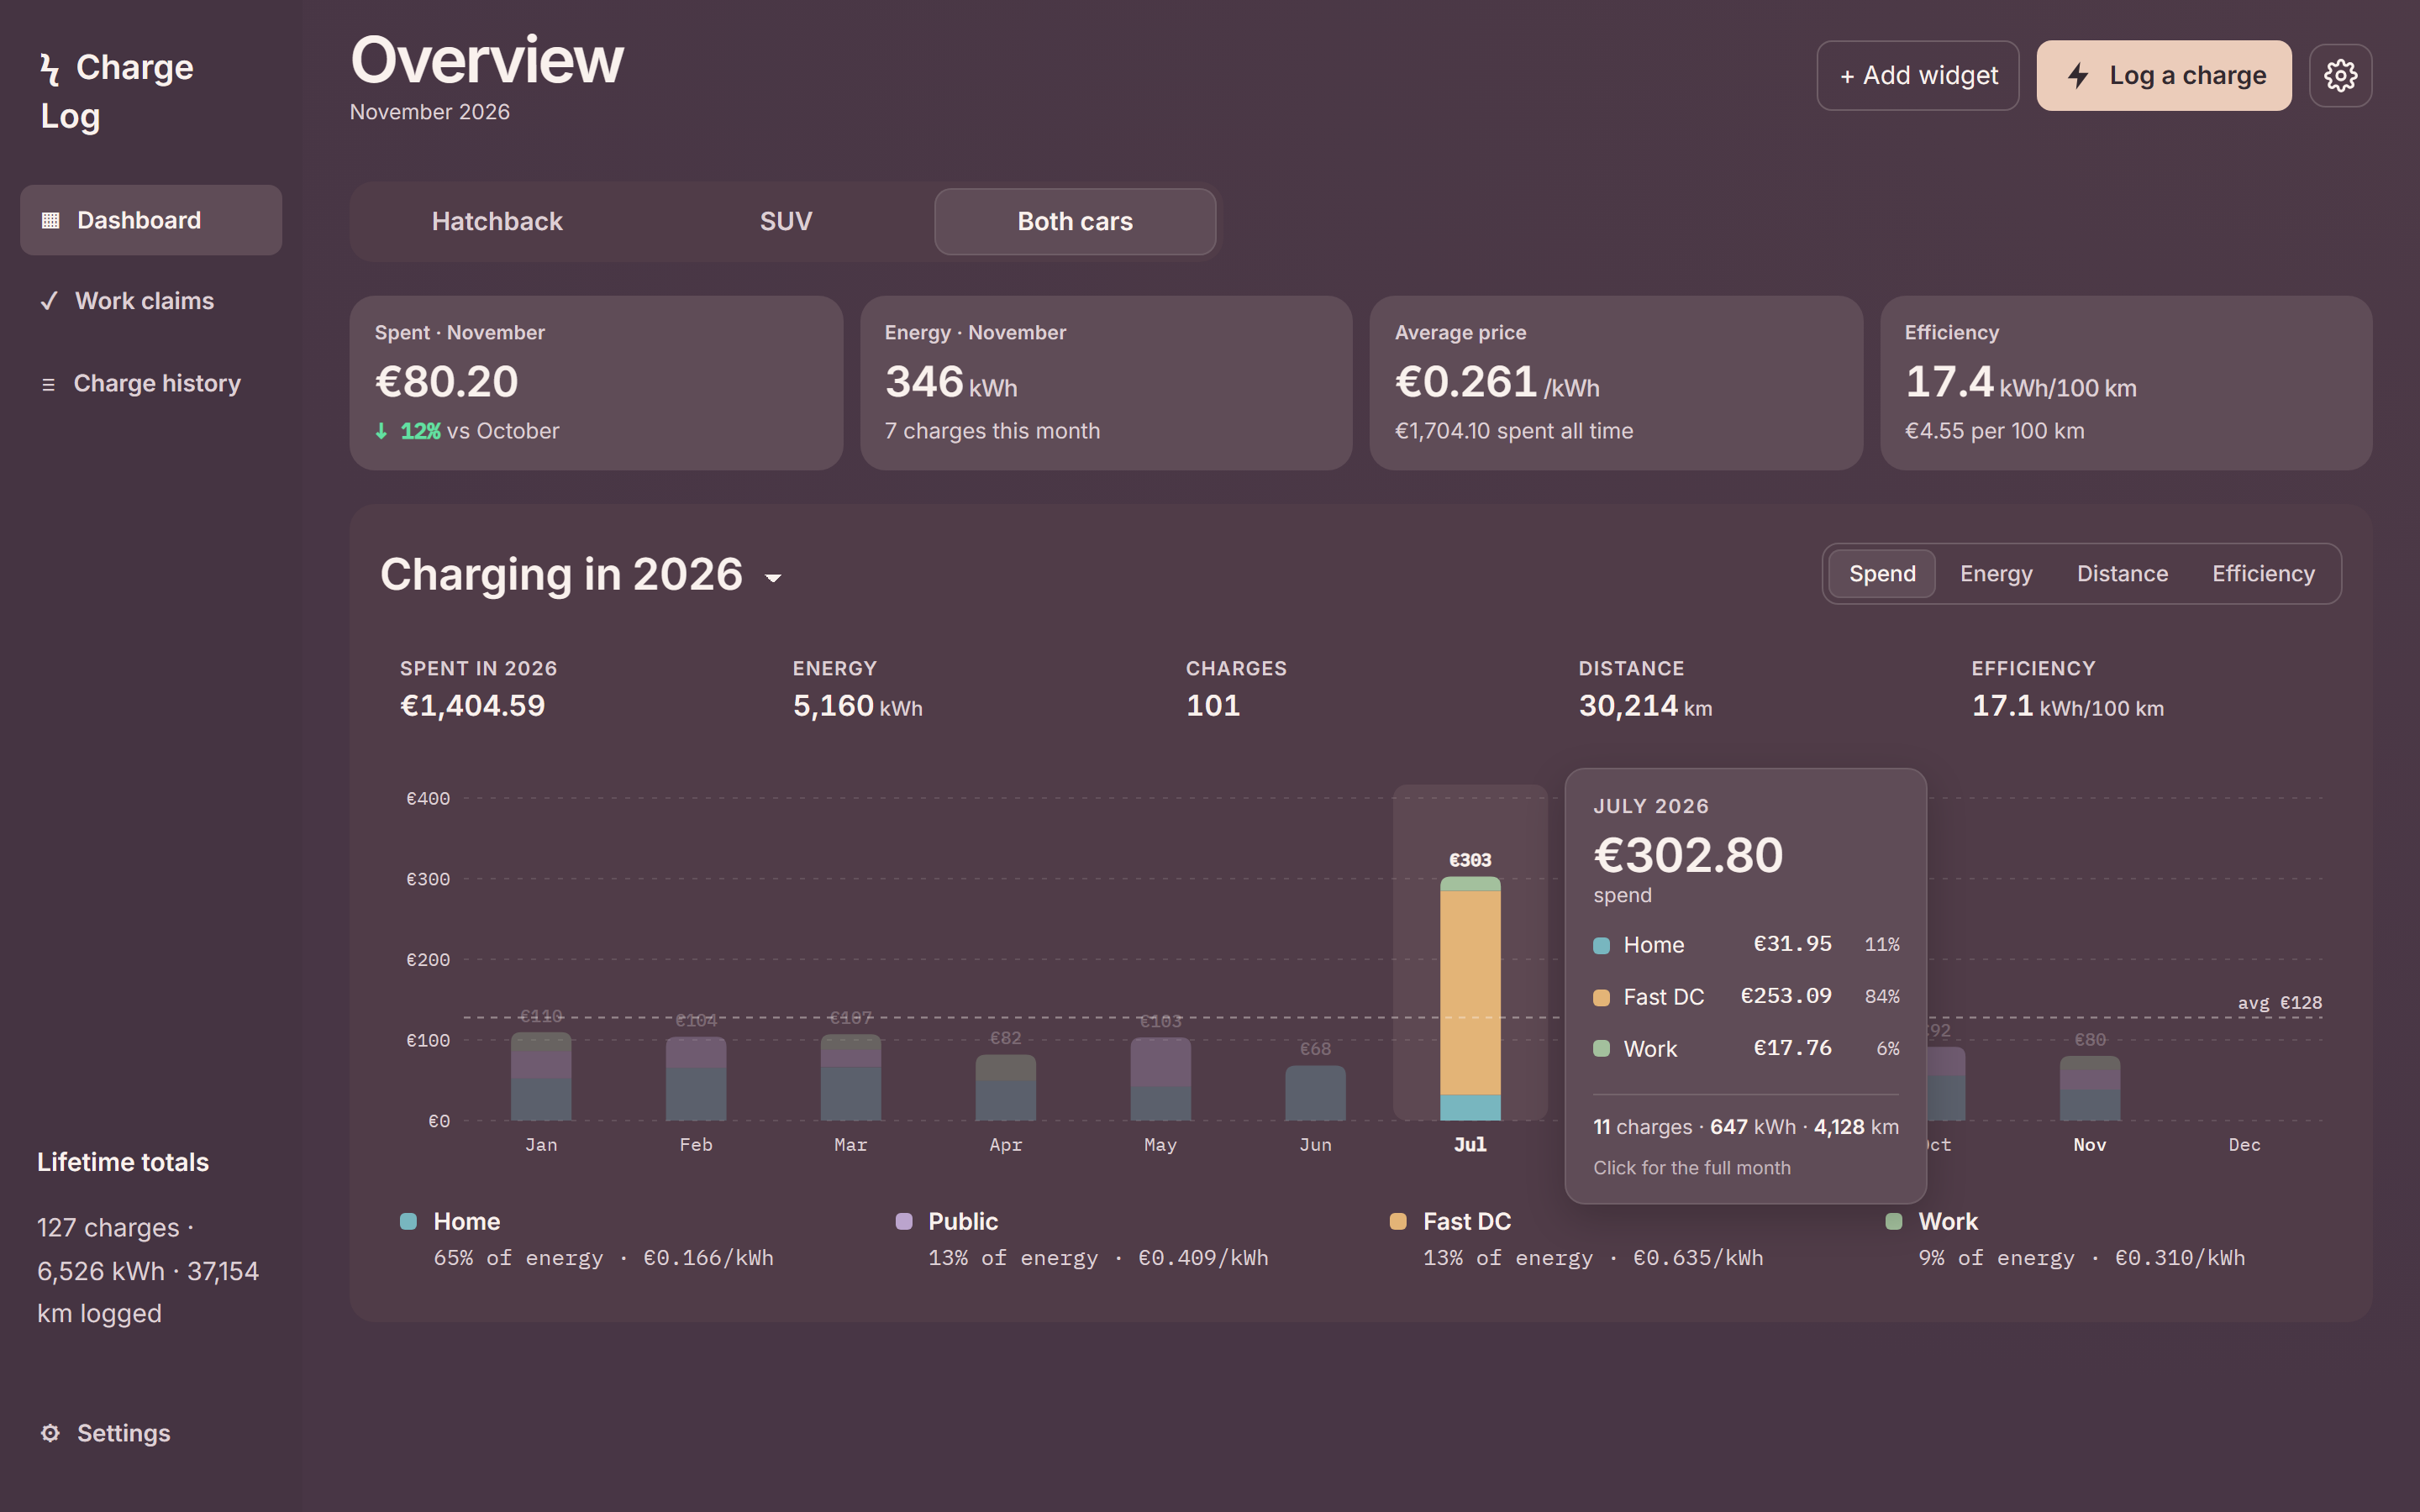 Charge
Log
Dashboard
Work claims
Charge history
Lifetime totals
127 charges ·
6,526 kWh · 37,154
km logged
Settings
Overview
November 2026
+ Add widget
Log a charge
Hatchback
SUV
Both cars
Spent · November
€80.20
↓ 12% vs October
Energy · November
346 kWh
7 charges this month
Average price
€0.261 /kWh
€1,704.10 spent all time
Efficiency
17.4 kWh/100 km
€4.55 per 100 km
Charging in 2026
Spend
Energy
Distance
Efficiency
SPENT IN 2026
€1,404.59
ENERGY
5,160 kWh
CHARGES
101
DISTANCE
30,214 km
EFFICIENCY
17.1 kWh/100 km
€400
€300
€200
€100
€0
€110
€104
€107
€82
€103
€68
€303
€92
€80
avg €128
Jan
Feb
Mar
Apr
May
Jun
Jul
Oct
Nov
Dec
JULY 2026
€302.80
spend
Home €31.95 11%
Fast DC €253.09 84%
Work €17.76 6%
11 charges · 647 kWh · 4,128 km
Click for the full month
Home
65% of energy · €0.166/kWh
Public
13% of energy · €0.409/kWh
Fast DC
13% of energy · €0.635/kWh
Work
9% of energy · €0.310/kWh